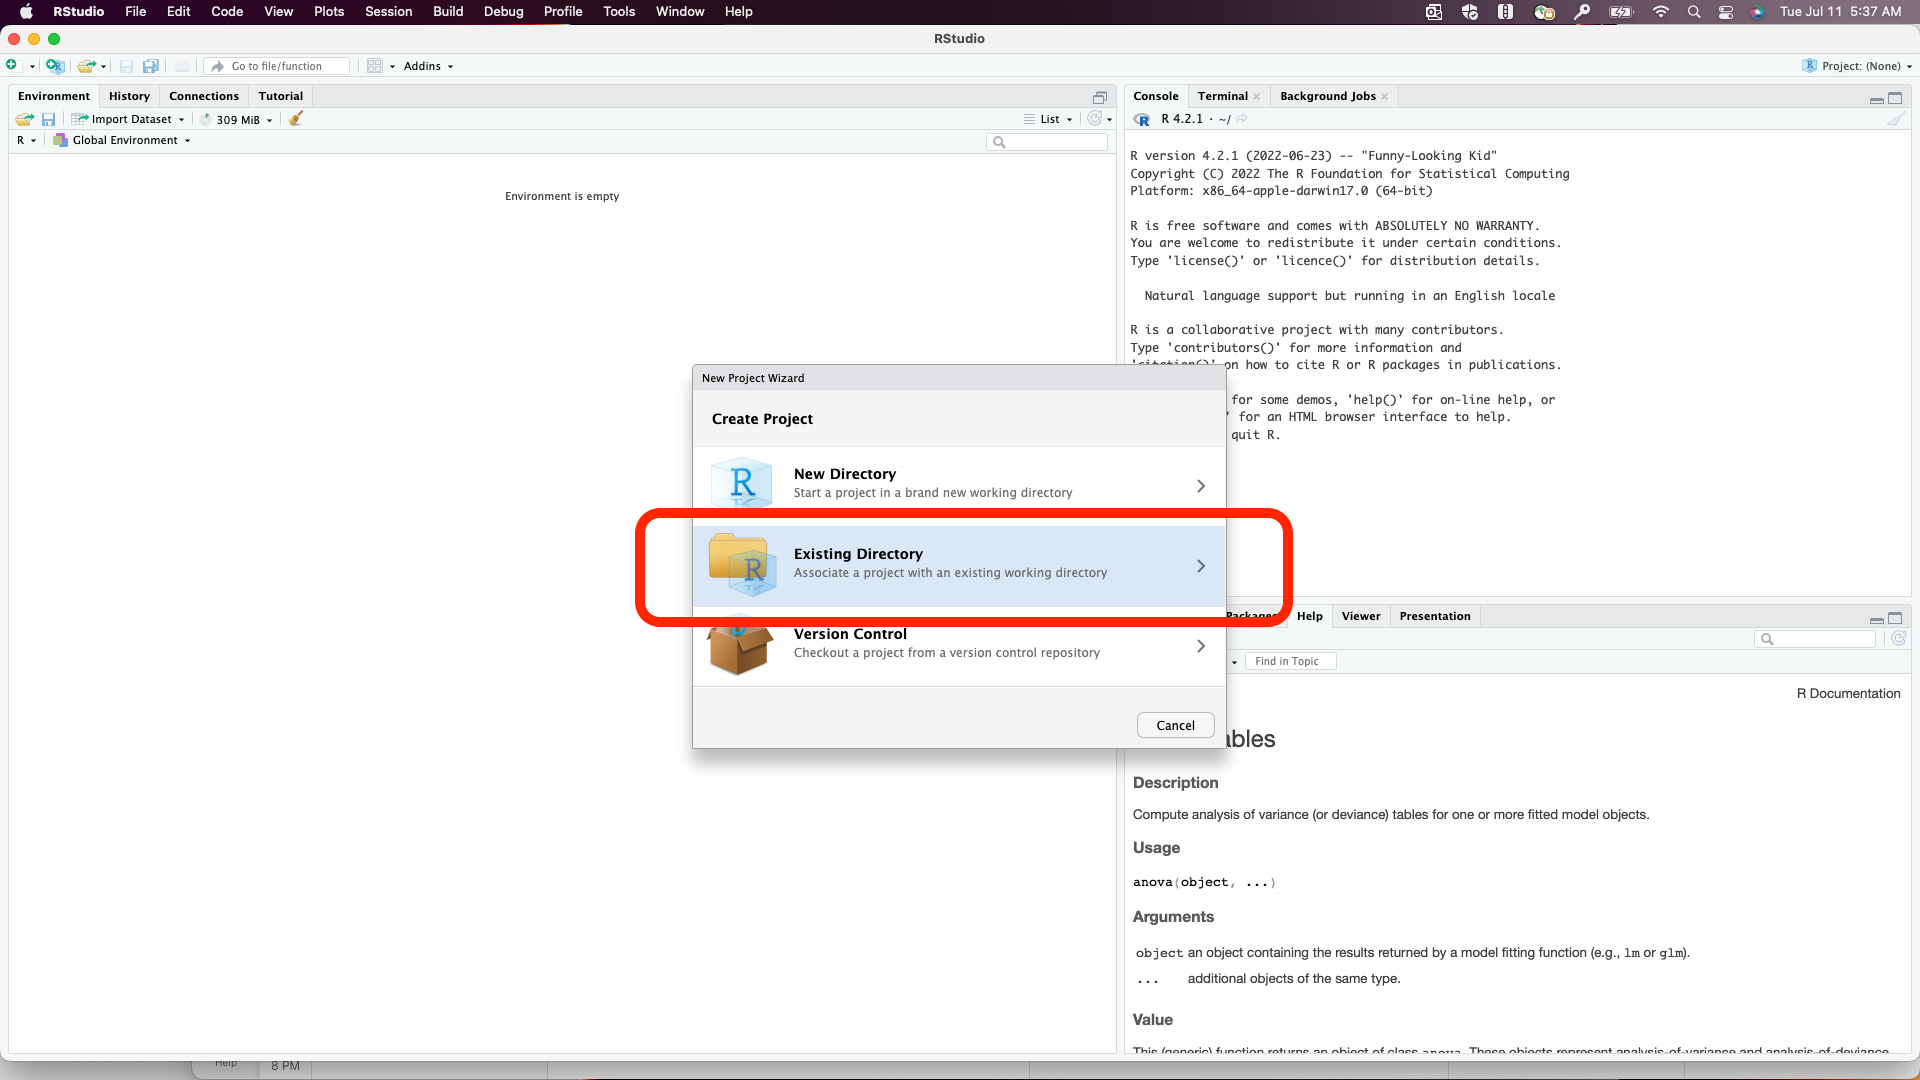 RStudio File Edit Code View Plots Session Build Debug Profile Tools Window Help Tue Jul 11 5:37 AM
RStudio
Go to file/function Addins Project: (None)
Environment History Connections Tutorial
Import Dataset 309 MiB List
R Global Environment
Environment is empty
Console Terminal Background Jobs
R 4.2.1 · ~/
R version 4.2.1 (2022-06-23) -- "Funny-Looking Kid"
Copyright (C) 2022 The R Foundation for Statistical Computing
Platform: x86_64-apple-darwin17.0 (64-bit)
R is free software and comes with ABSOLUTELY NO WARRANTY.
You are welcome to redistribute it under certain conditions.
Type 'license()' or 'licence()' for distribution details.
Natural language support but running in an English locale
R is a collaborative project with many contributors.
Type 'contributors()' for more information and
'citation()' on how to cite R or R packages in publications.
for some demos, 'help()' for on-line help, or
' for an HTML browser interface to help.
quit R.
New Project Wizard
Create Project
New Directory
Start a project in a brand new working directory
Existing Directory
Associate a project with an existing working directory
Version Control
Checkout a project from a version control repository
Cancel
Packages Help Viewer Presentation
Find in Topic
R Documentation
ables
Description
Compute analysis of variance (or deviance) tables for one or more fitted model objects.
Usage
anova(object, ...)
Arguments
object an object containing the results returned by a model fitting function (e.g., lm or glm).
... additional objects of the same type.
Value
This (generic) function returns an object of class anova. These objects represent analysis-of-variance and analysis-of-deviance
Help 8 PM